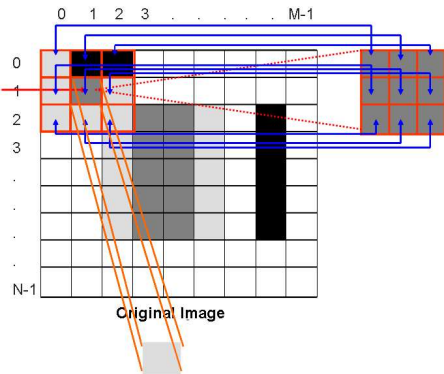 0 1 2 3 . . . . . M-1
0
1
2
3
.
.
.
.
N-1
Original Image